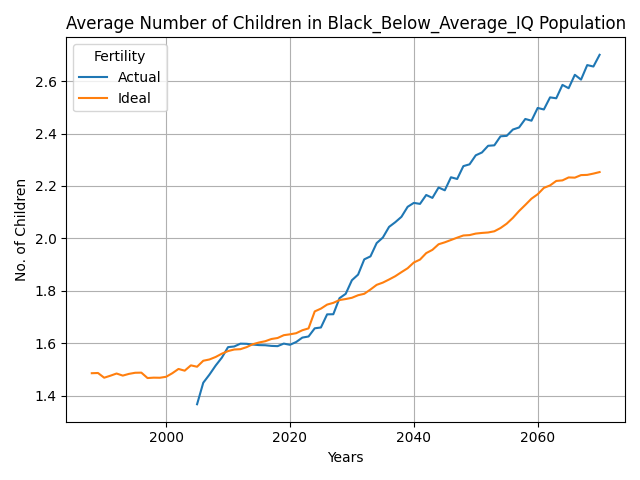 Average Number of Children in Black_Below_Average_IQ Population
Fertility
Actual
Ideal
No. of Children
2.6
2.4
2.2
2.0
1.8
1.6
1.4
2000 2020 2040 2060
Years